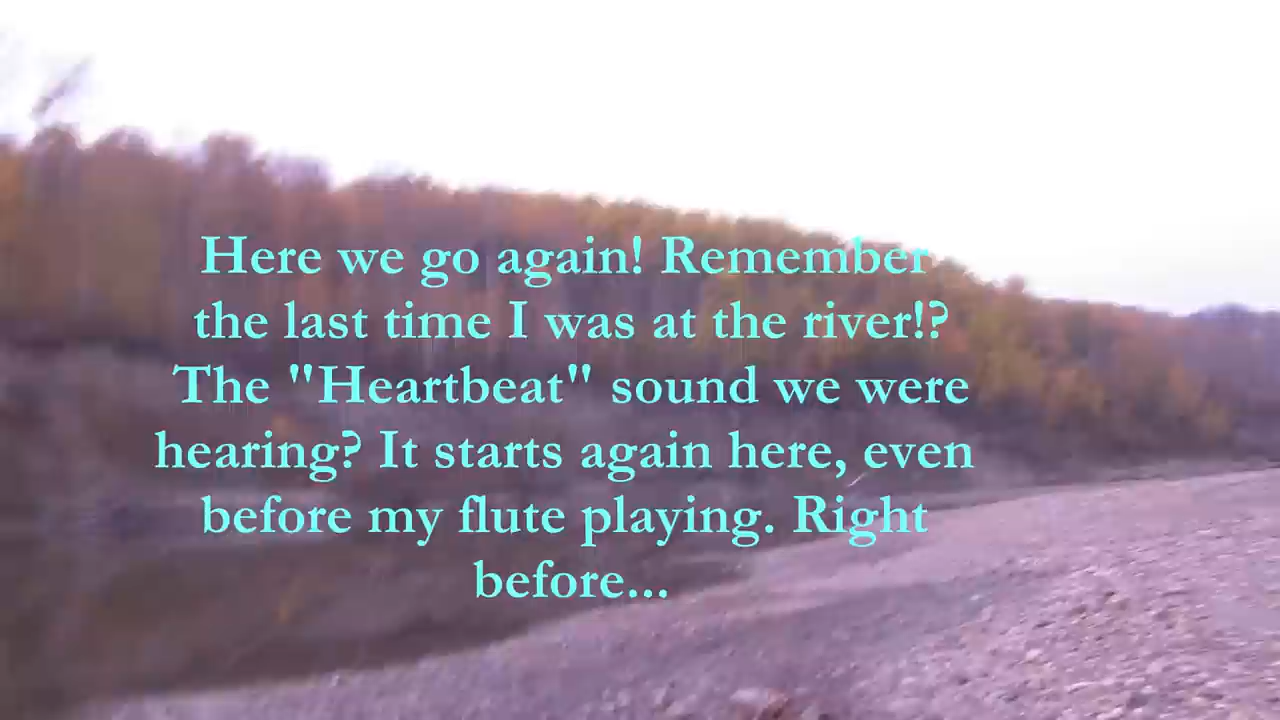 Here we go again! Remember
the last time I was at the river!?
The "Heartbeat" sound we were
hearing? It starts again here, even
before my flute playing. Right
before...